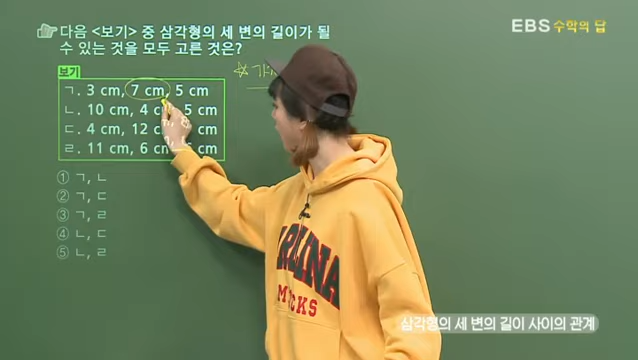 다음 <보기> 중 삼각형의 세 변의 길이가 될
수 있는 것을 모두 고른 것은?
보기
ㄱ. 3 cm, 7 cm, 5 cm
ㄴ. 10 cm, 4 5 cm
ㄷ. 4 cm, 12
ㄹ. 11 cm, 6 cm
① ㄱ, ㄴ
② ㄱ, ㄷ
③ ㄱ, ㄹ
④ ㄴ, ㄷ
⑤ ㄴ, ㄹ
EBS 수학의 답
삼각형의 세 변의 길이 사이의 관계